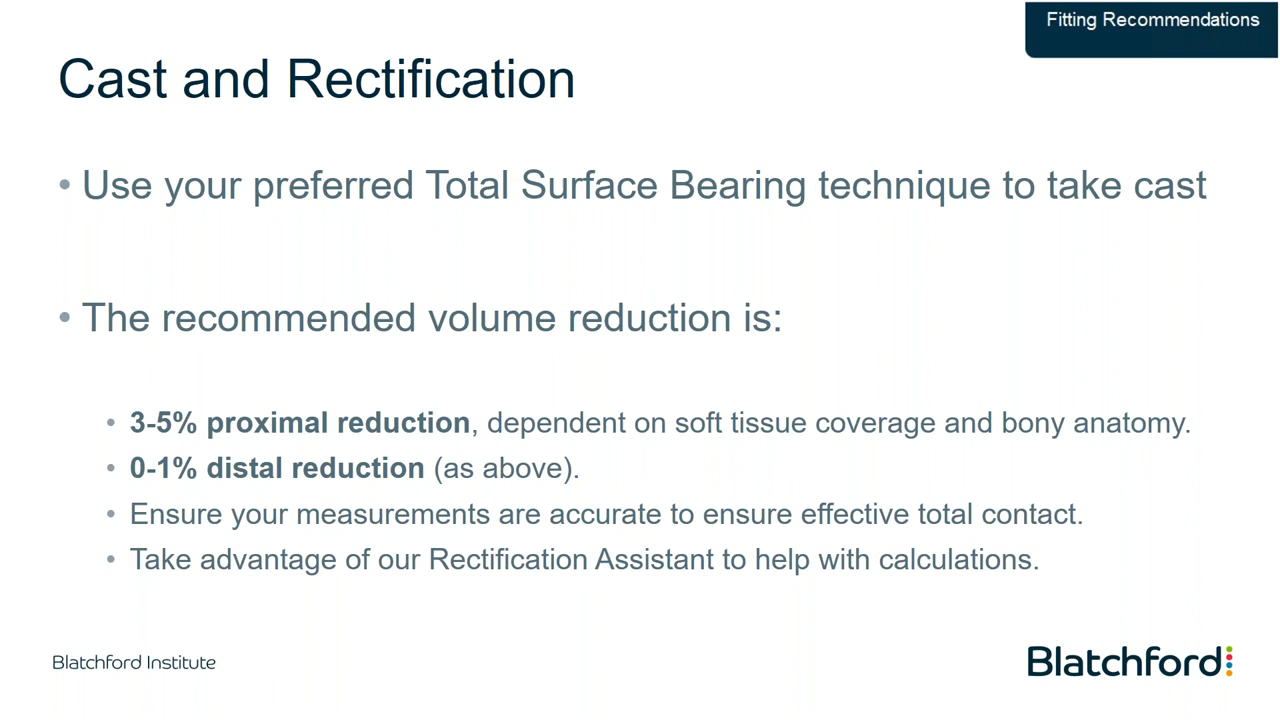 Fitting Recommendations
Cast and Rectification
• Use your preferred Total Surface Bearing technique to take cast
• The recommended volume reduction is:
• 3-5% proximal reduction, dependent on soft tissue coverage and bony anatomy.
• 0-1% distal reduction (as above).
• Ensure your measurements are accurate to ensure effective total contact.
• Take advantage of our Rectification Assistant to help with calculations.
Blatchford Institute
Blatchford